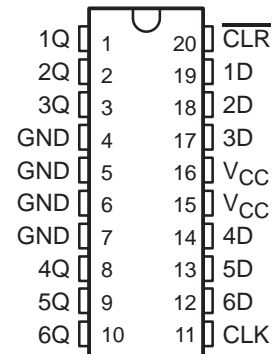 1Q 1 20 C̅L̅R̅
2Q 2 19 1D
3Q 3 18 2D
GND 4 17 3D
GND 5 16 VCC
GND 6 15 VCC
GND 7 14 4D
4Q 8 13 5D
5Q 9 12 6D
6Q 10 11 CLK